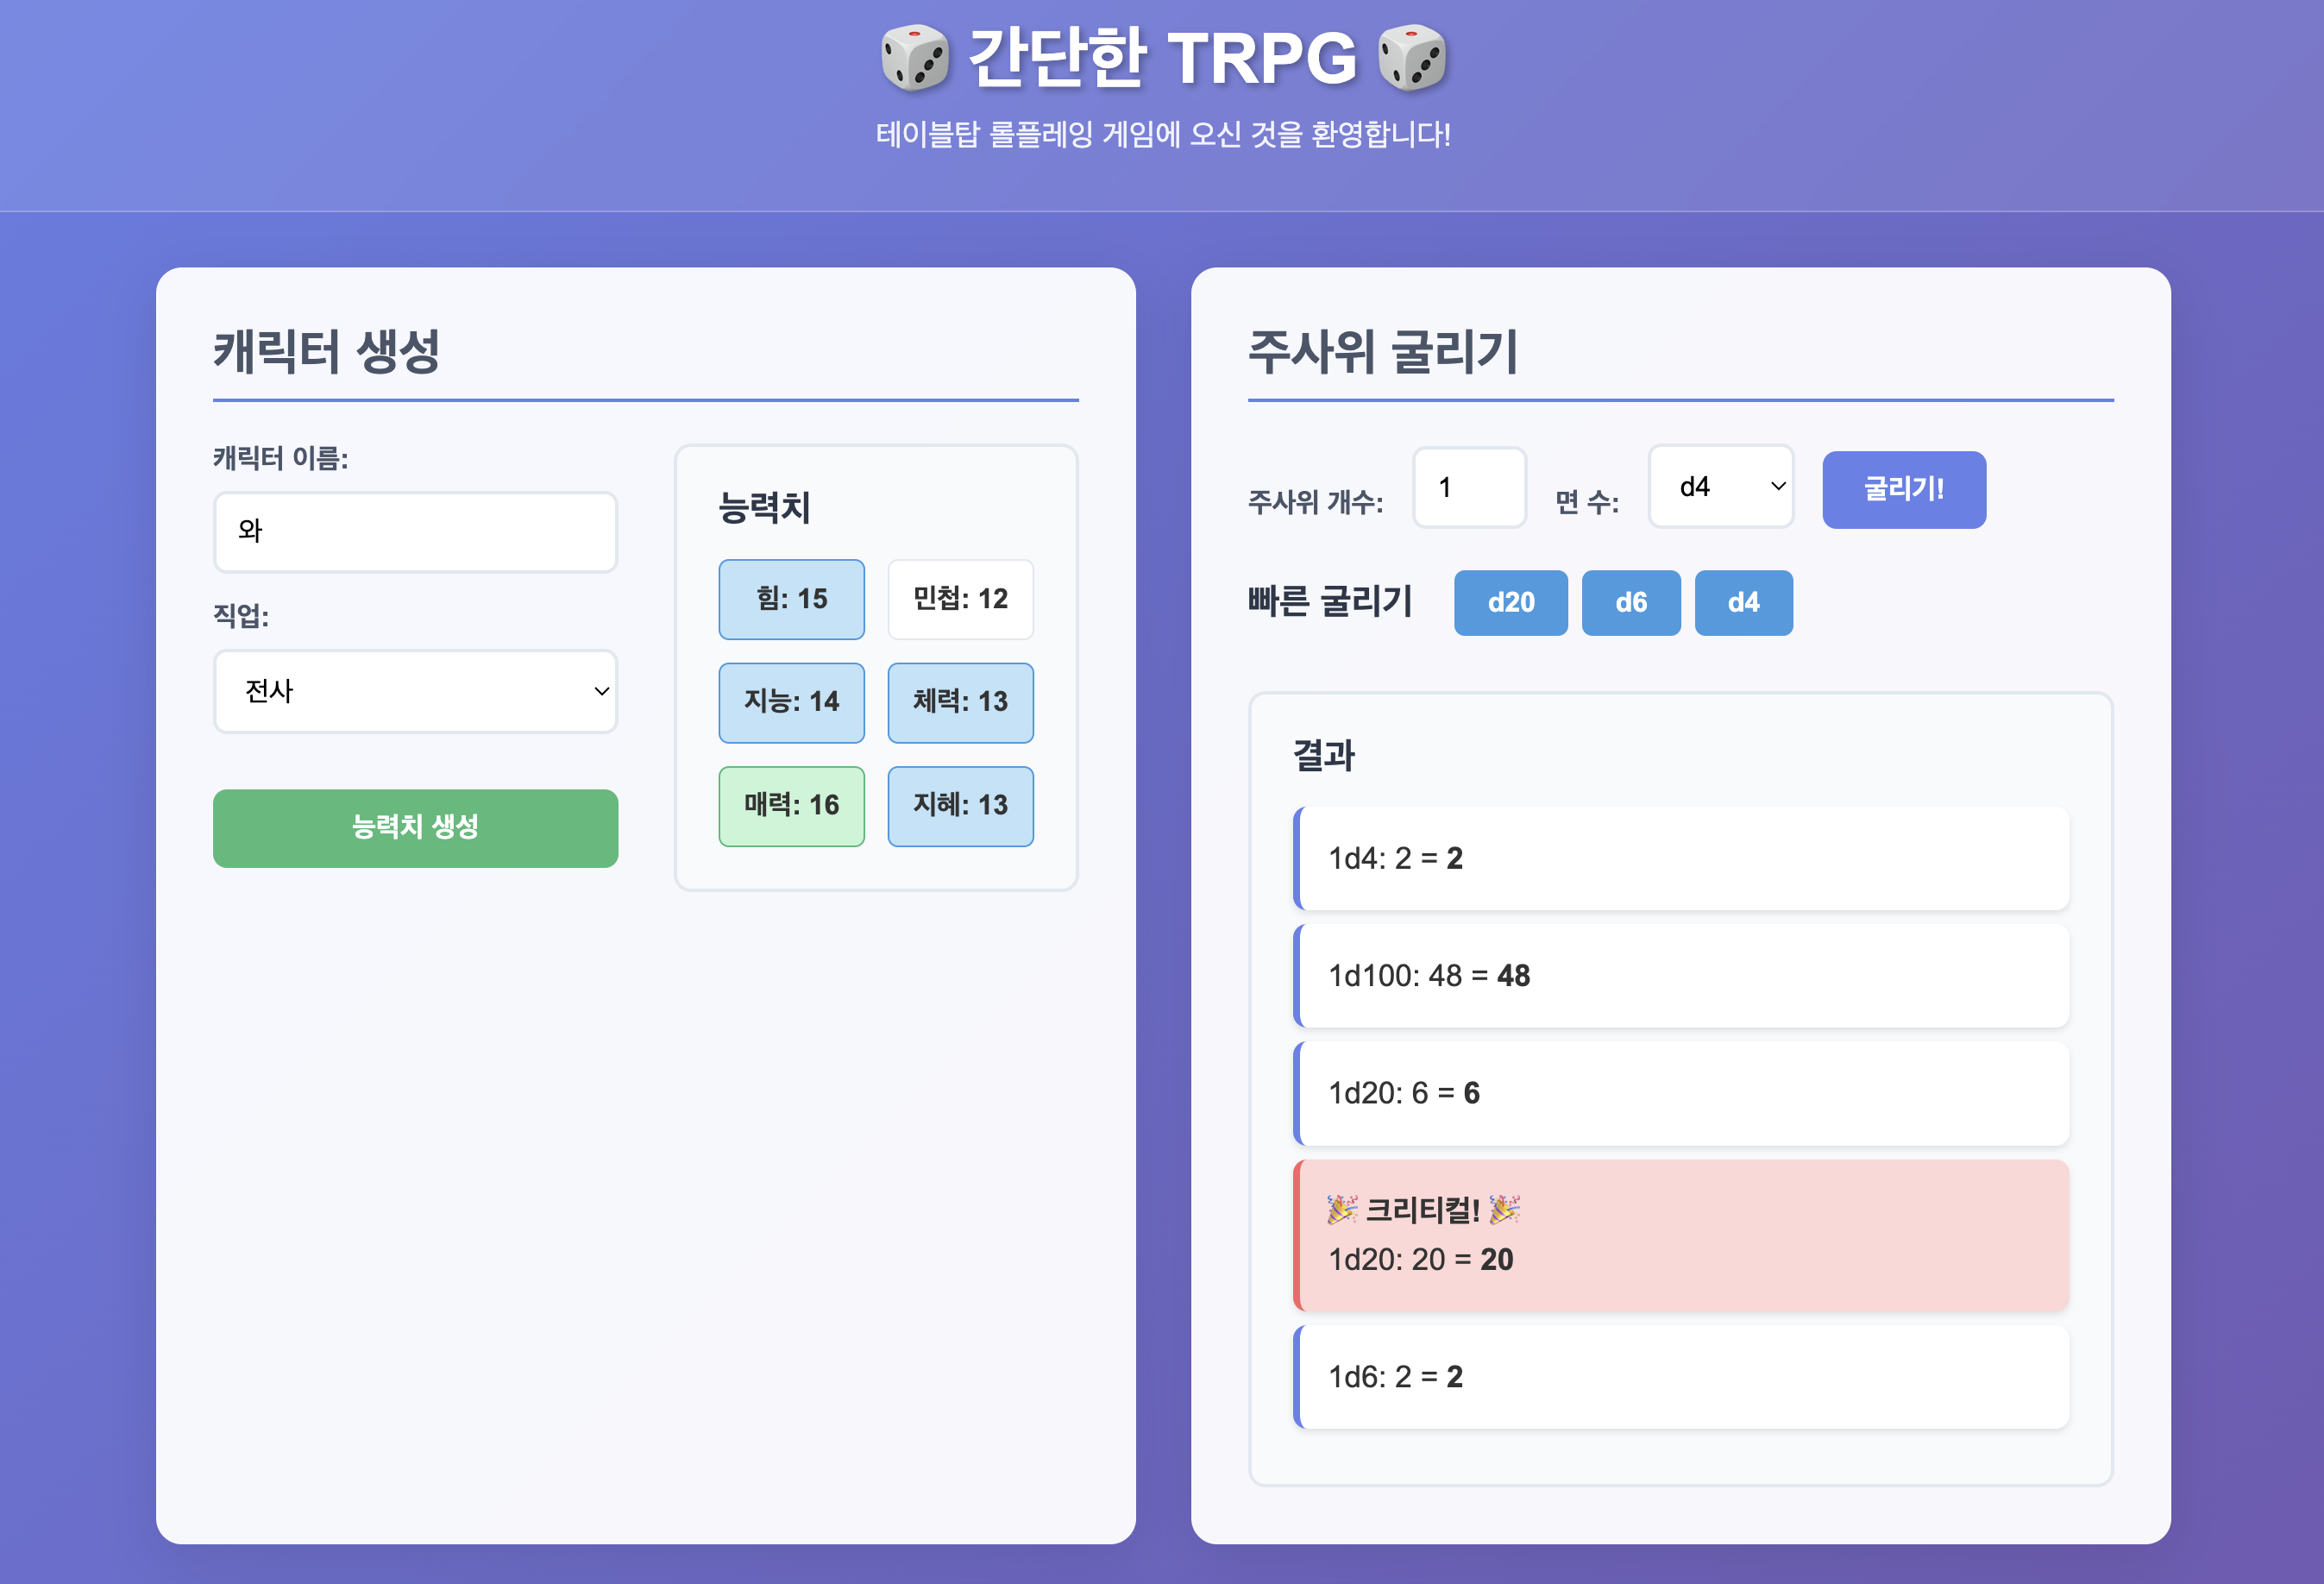 간단한 TRPG
테이블탑 롤플레잉 게임에 오신 것을 환영합니다!
캐릭터 생성
캐릭터 이름:
와
직업:
전사
능력치 생성
능력치
힘: 15
민첩: 12
지능: 14
체력: 13
매력: 16
지혜: 13
주사위 굴리기
주사위 개수:
1
면 수:
d4
굴리기!
빠른 굴리기
d20
d6
d4
결과
1d4: 2 = 2
1d100: 48 = 48
1d20: 6 = 6
🎉 크리티컬! 🎉
1d20: 20 = 20
1d6: 2 = 2